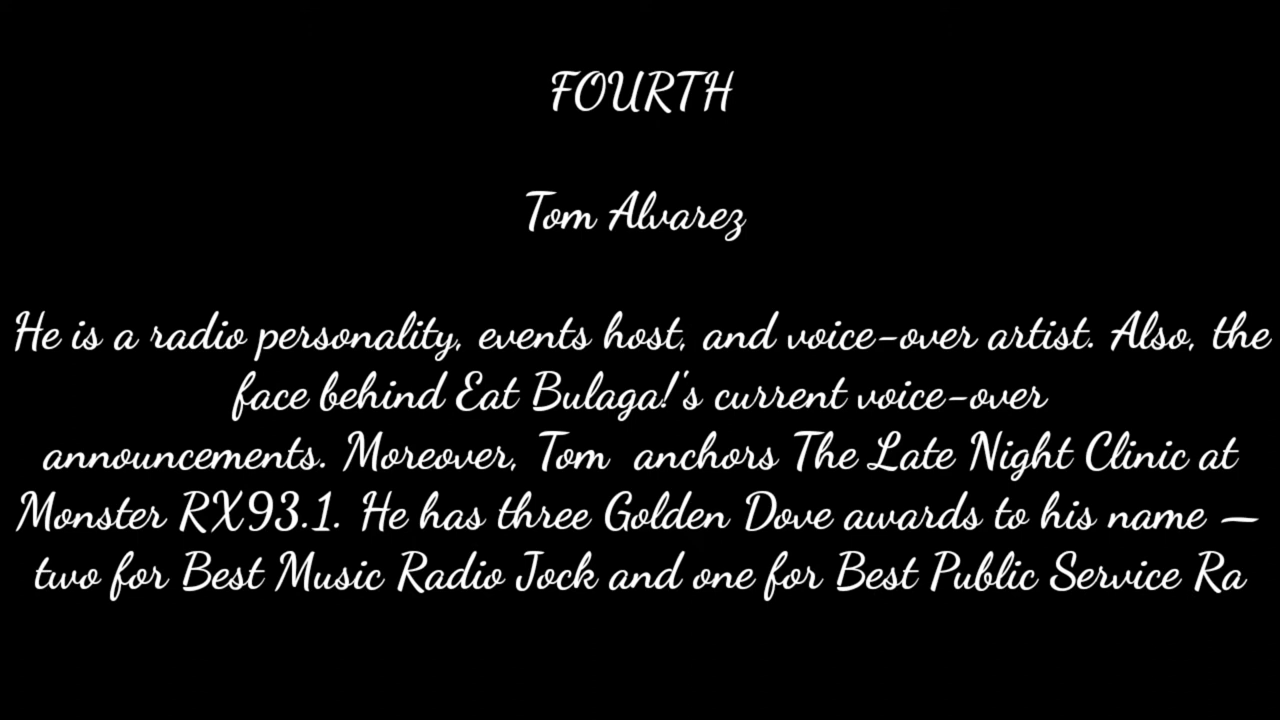 FOURTH
Tom Alvarez
He is a radio personality, events host, and voice-over artist. Also, the
face behind Eat Bulaga!'s current voice-over
announcements. Moreover, Tom anchors The Late Night Clinic at
Monster RX93.1. He has three Golden Dove awards to his name —
two for Best Music Radio Jock and one for Best Public Service Ra